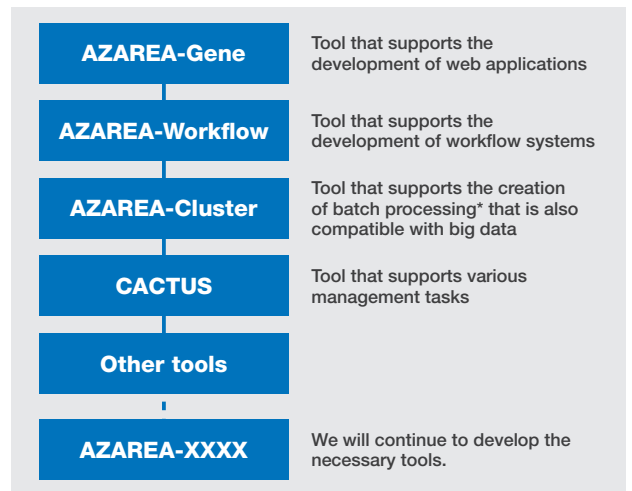 AZAREA-Gene
Tool that supports the
development of web applications
AZAREA-Workflow
Tool that supports the
development of workflow systems
AZAREA-Cluster
Tool that supports the creation
of batch processing* that is also
compatible with big data
CACTUS
Tool that supports various
management tasks
Other tools
AZAREA-XXXX
We will continue to develop the
necessary tools.